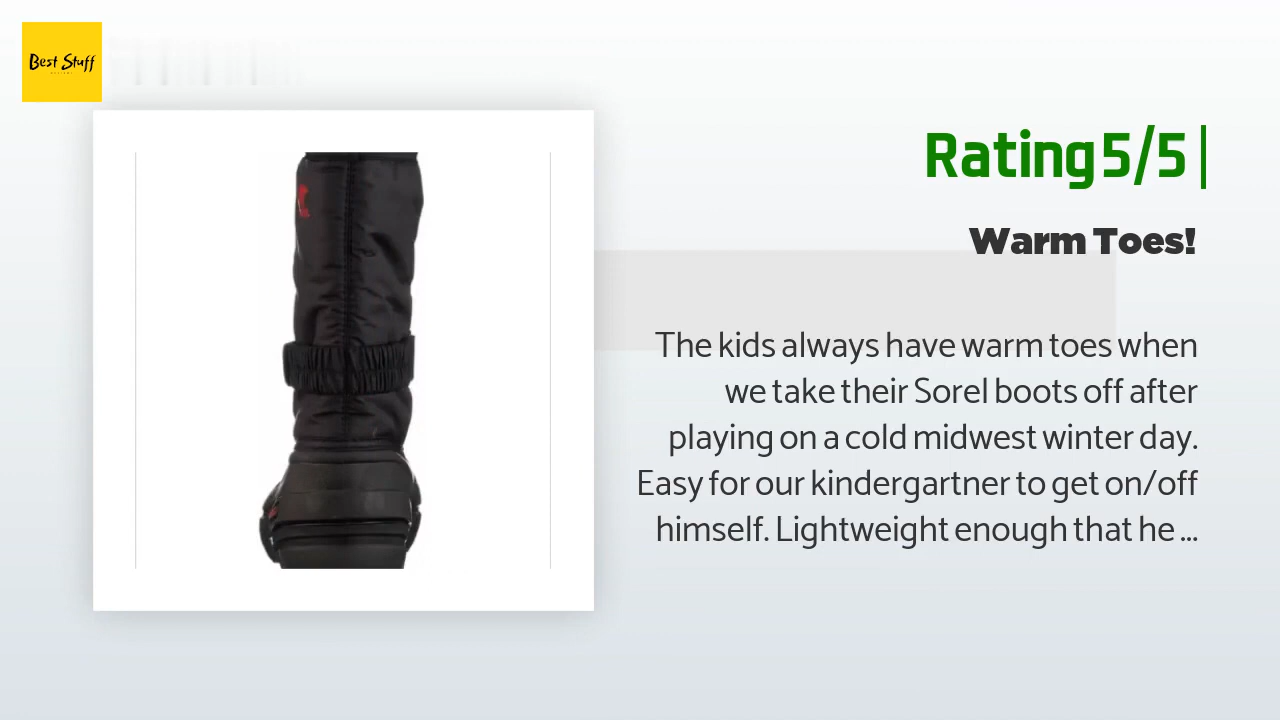 Best Stuff
Rating 5/5 |
Warm Toes!
The kids always have warm toes when
we take their Sorel boots off after
playing on a cold midwest winter day.
Easy for our kindergartner to get on/off
himself. Lightweight enough that he ...